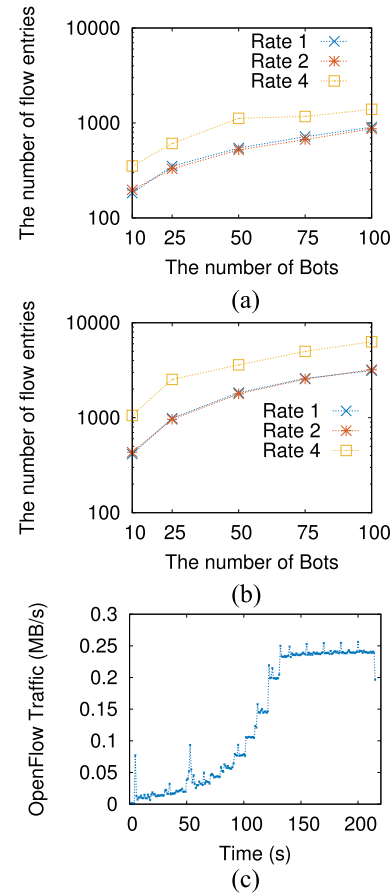 The number of flow entries
10000
1000
100
Rate 1
Rate 2
Rate 4
10 25 50 75 100
The number of Bots
(a)
The number of flow entries
10000
1000
100
Rate 1
Rate 2
Rate 4
10 25 50 75 100
The number of Bots
(b)
OpenFlow Traffic (MB/s)
0.3
0.25
0.2
0.15
0.1
0.05
0
0 50 100 150 200
Time (s)
(c)